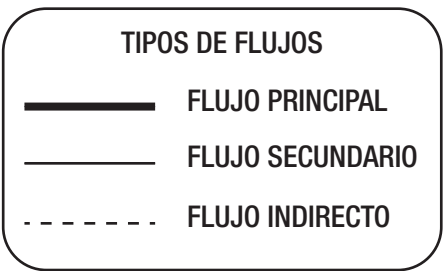 TIPOS DE FLUJOS
FLUJO PRINCIPAL
FLUJO SECUNDARIO
FLUJO INDIRECTO